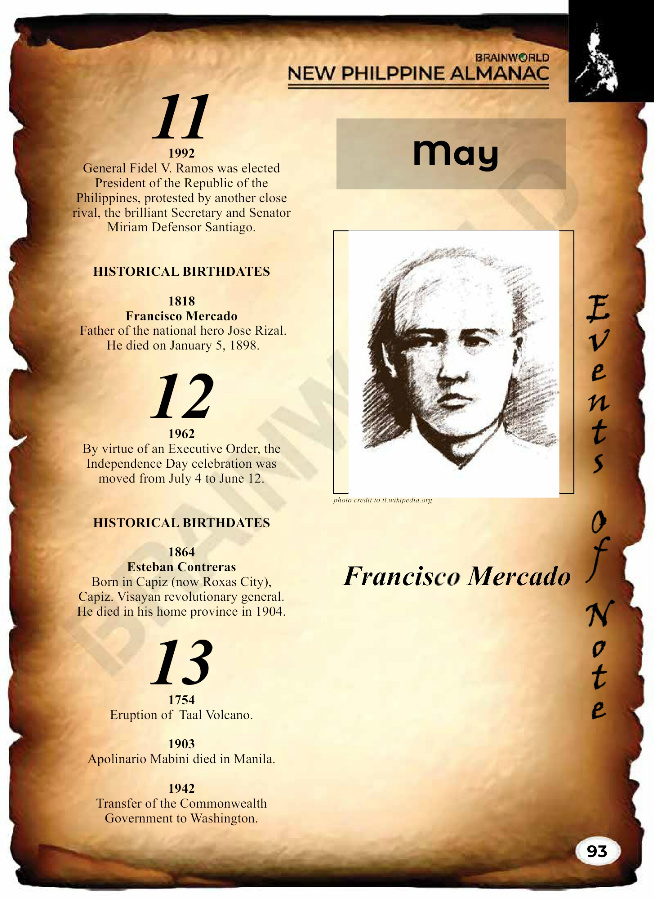 BRAINWORLD
NEW PHILPPINE ALMANAC
May
11
1992
General Fidel V. Ramos was elected
President of the Republic of the
Philippines, protested by another close
rival, the brilliant Secretary and Senator
Miriam Defensor Santiago.
HISTORICAL BIRTHDATES
1818
Francisco Mercado
Father of the national hero Jose Rizal.
He died on January 5, 1898.
12
1962
By virtue of an Executive Order, the
Independence Day celebration was
moved from July 4 to June 12.
HISTORICAL BIRTHDATES
1864
Esteban Contreras
Born in Capiz (now Roxas City),
Capiz. Visayan revolutionary general.
He died in his home province in 1904.
13
1754
Eruption of Taal Volcano.
1903
Apolinario Mabini died in Manila.
1942
Transfer of the Commonwealth
Government to Washington.
photo credit to tl.wikipedia.org
Francisco Mercado
Events of Note
93
BRAINWORLD